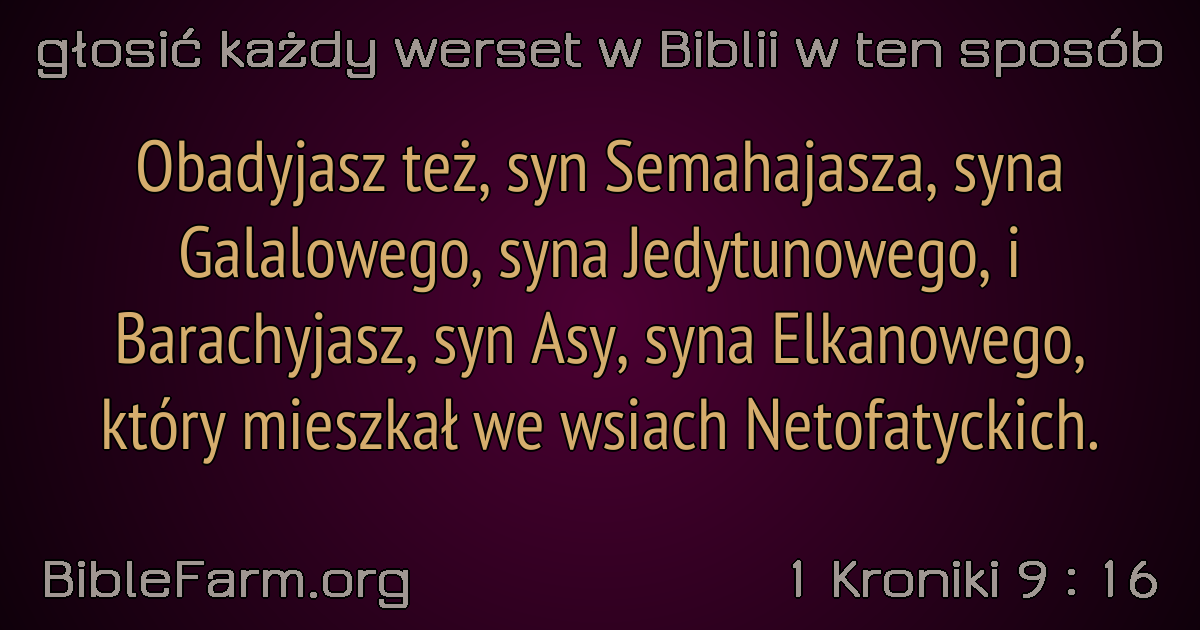 głosić każdy werset w Biblii w ten sposób
Obadyjasz też, syn Semahajasza, syna
Galalowego, syna Jedytunowego, i
Barachyjasz, syn Asy, syna Elkanowego,
który mieszkał we wsiach Netofatyckich.
BibleFarm.org
1 Kroniki 9 : 16